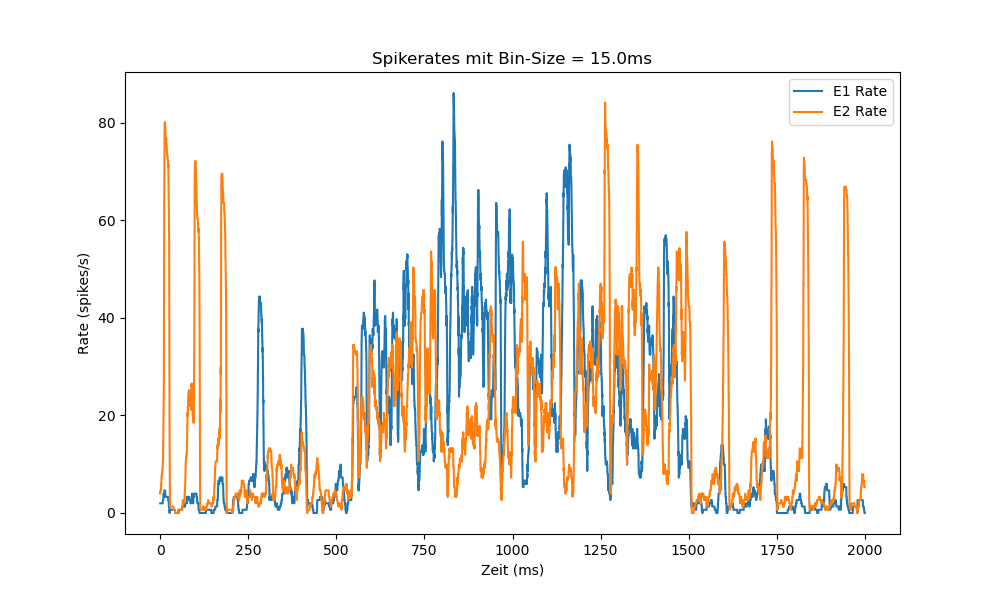 Spikerates mit Bin-Size = 15.0ms
E1 Rate
E2 Rate
Rate (spikes/s)
80
60
40
20
0
0 250 500 750 1000 1250 1500 1750 2000
Zeit (ms)